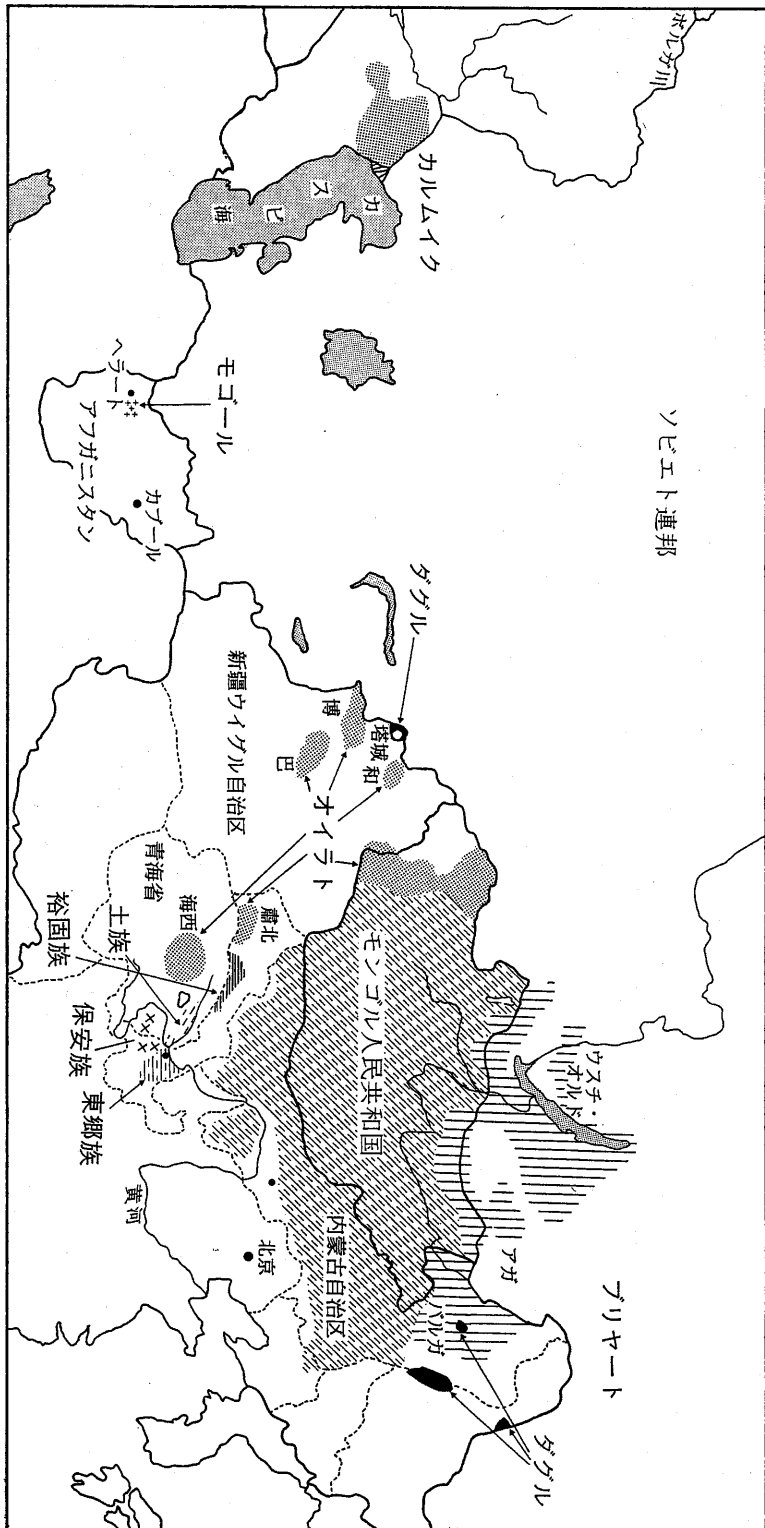 ボルガ川
カルムイク
カスピ海
ソビエト連邦
モゴール
ヘラート
アフガニスタン
カブール
ダグル
新疆ウイグル自治区
博
塔城
和
巴
オイラト
青海省
海西
肅北
土族
裕固族
保安族
東郷族
モンゴル人民共和国
ウスチ・オルド
アガ
ブリヤート
バルガ
内蒙古自治区
黄河
北京
ダグル